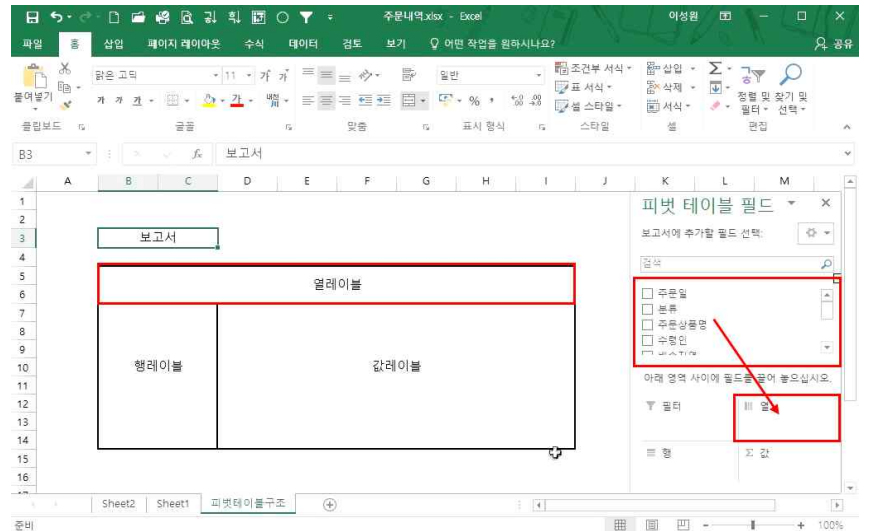 주문내역.xlsx - Excel
이성원
파일 홈 삽입 페이지 레이아웃 수식 데이터 검토 보기 어떤 작업을 원하시나요? 공유
붙여넣기
맑은 고딕 11 가 가
가 가 가 가 내천
일반
% ,
조건부 서식
표 서식
셀 스타일
삽입
삭제
서식
정렬 및 필터
찾기 및 선택
클립보드 글꼴 맞춤 표시 형식 스타일 셀 편집
B3 fx 보고서
A B C D E F G H I J K L M
1
2
3
4
5
6
7
8
9
10
11
12
13
14
15
16
보고서
열레이블
행레이블
값레이블
피벗 테이블 필드
보고서에 추가할 필드 선택:
검색
주문일
분류
주문상품명
수령인
아래 영역 사이에 필드를 끌어 놓으십시오.
필터
열
행
Σ 값
Sheet2 Sheet1 피벗테이블구조
준비
100%